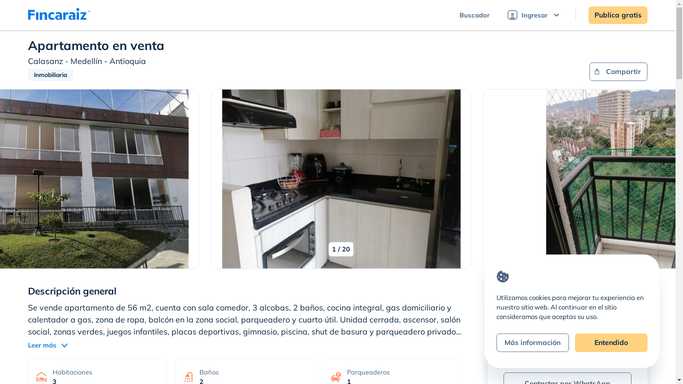 Fincaraiz
Buscador
Ingresar
Publica gratis
Apartamento en venta
Calasanz - Medellín - Antioquia
Inmobiliaria
Compartir
1 / 20
Descripción general
Se vende apartamento de 56 m2, cuenta con sala comedor, 3 alcobas, 2 baños, cocina integral, gas domiciliario y
calentador a gas, zona de ropa, balcón en la zona social, parqueadero y cuarto útil. Unidad cerrada, ascensor, salón
social, zonas verdes, juegos infantiles, placas deportivas, gimnasio, piscina, shut de basura y parqueadero privado...
Leer más
Habitaciones
3
Baños
2
Parqueaderos
1
Utilizamos cookies para mejorar tu experiencia en
nuestro sitio web. Al continuar en el sitio
consideramos que aceptas su uso.
Más información
Entendido
Contactar por WhatsApp